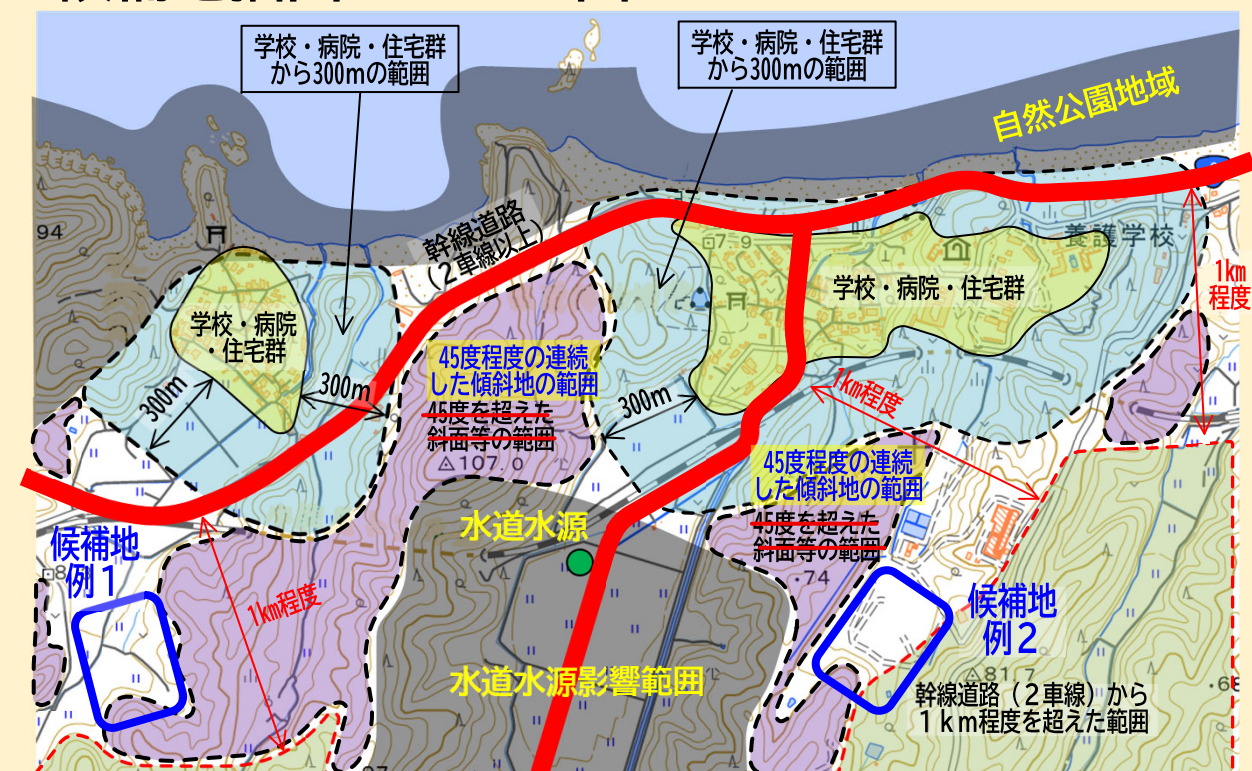 学校・病院・住宅群
から300mの範囲
学校・病院・住宅群
から300mの範囲
自然公園地域
94
幹線道路
（２車線以上）
7.9
養護学校
学校・病院・住宅群
1㎞
程度
学校・病院
・住宅群
45度程度の連続
した傾斜地の範囲
45度を超えた
斜面等の範囲
107.0
300m
300m
300m
1㎞程度
45度程度の連続
した傾斜地の範囲
45度を超えた
斜面等の範囲
74
水道水源
候補地
例１
8
1㎞程度
候補地
例２
817
水道水源影響範囲
幹線道路（２車線）から
１ｋｍ程度を超えた範囲